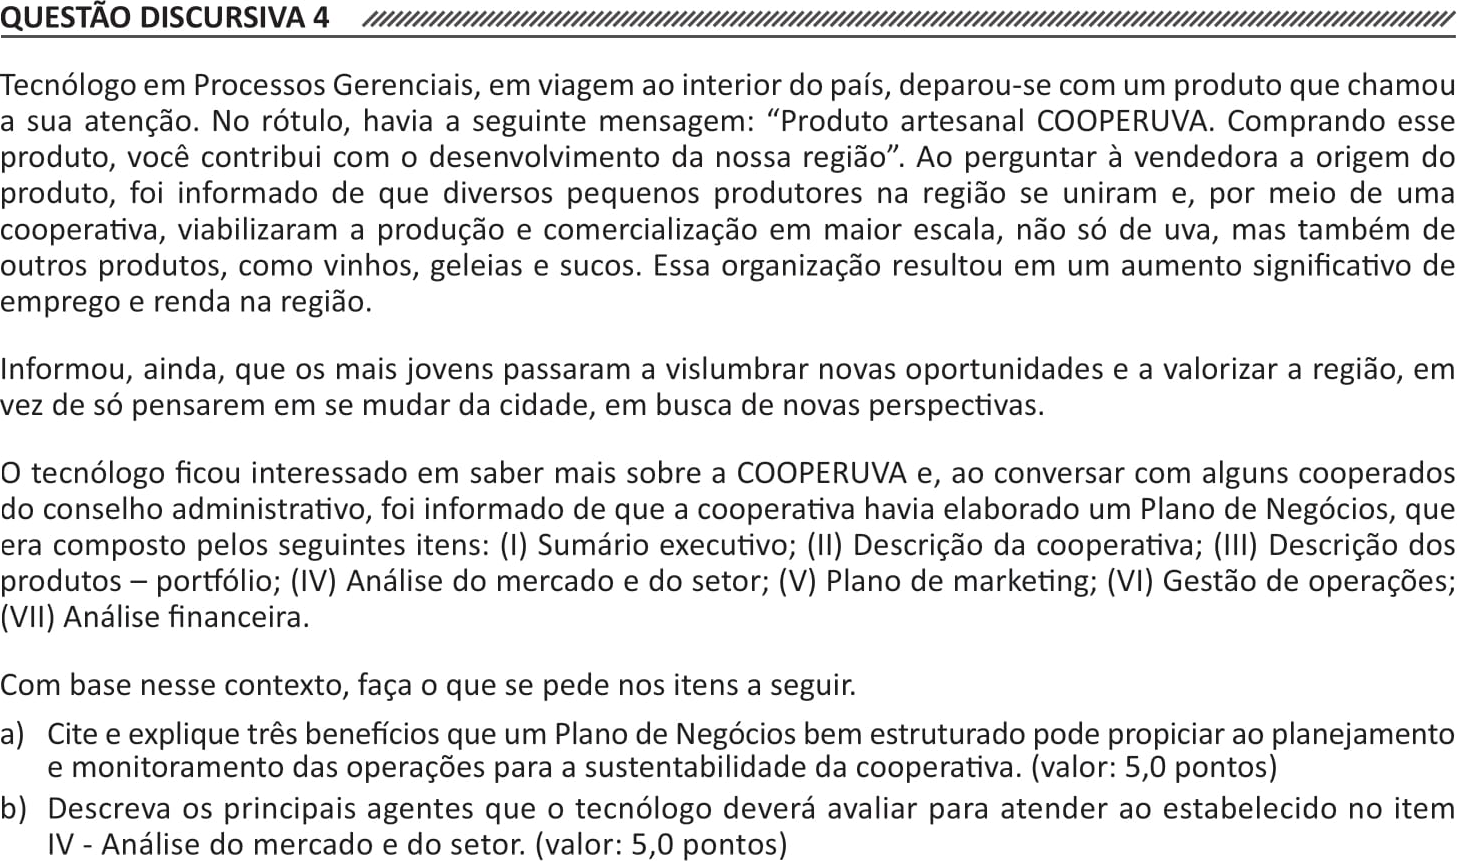 QUESTÃO DISCURSIVA 4
Tecnólogo em Processos Gerenciais, em viagem ao interior do país, deparou-se com um produto que chamou
a sua atenção. No rótulo, havia a seguinte mensagem: “Produto artesanal COOPERUVA. Comprando esse
produto, você contribui com o desenvolvimento da nossa região”. Ao perguntar à vendedora a origem do
produto, foi informado de que diversos pequenos produtores na região se uniram e, por meio de uma
cooperativa, viabilizaram a produção e comercialização em maior escala, não só de uva, mas também de
outros produtos, como vinhos, geleias e sucos. Essa organização resultou em um aumento significativo de
emprego e renda na região.
Informou, ainda, que os mais jovens passaram a vislumbrar novas oportunidades e a valorizar a região, em
vez de só pensarem em se mudar da cidade, em busca de novas perspectivas.
O tecnólogo ficou interessado em saber mais sobre a COOPERUVA e, ao conversar com alguns cooperados
do conselho administrativo, foi informado de que a cooperativa havia elaborado um Plano de Negócios, que
era composto pelos seguintes itens: (I) Sumário executivo; (II) Descrição da cooperativa; (III) Descrição dos
produtos – portfólio; (IV) Análise do mercado e do setor; (V) Plano de marketing; (VI) Gestão de operações;
(VII) Análise financeira.
Com base nesse contexto, faça o que se pede nos itens a seguir.
a) Cite e explique três benefícios que um Plano de Negócios bem estruturado pode propiciar ao planejamento
e monitoramento das operações para a sustentabilidade da cooperativa. (valor: 5,0 pontos)
b) Descreva os principais agentes que o tecnólogo deverá avaliar para atender ao estabelecido no item
IV - Análise do mercado e do setor. (valor: 5,0 pontos)